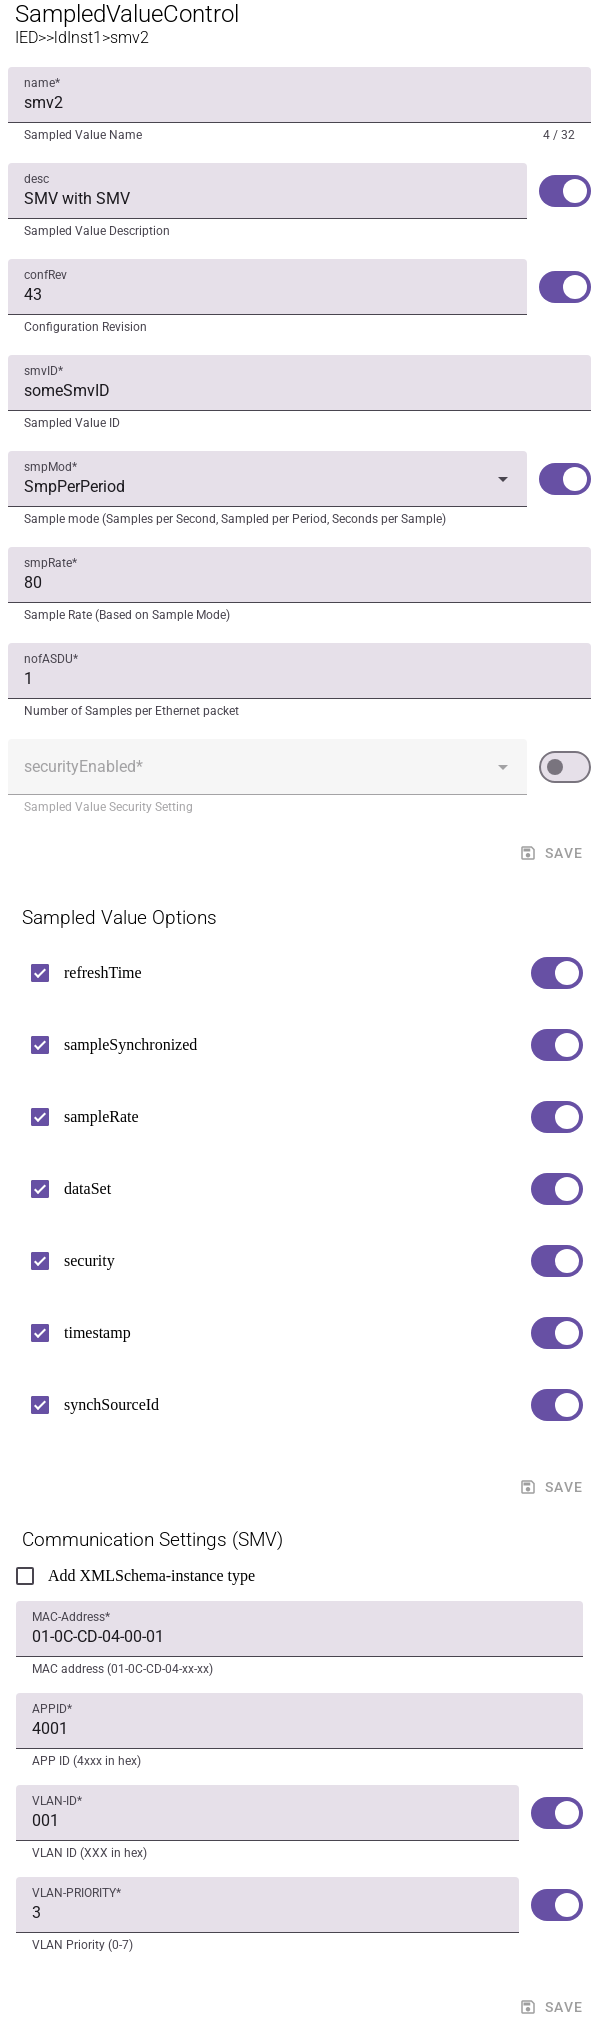 SampledValueControl
IED>>ldInst1>smv2
name*
smv2
Sampled Value Name
4 / 32
desc
SMV with SMV
Sampled Value Description
confRev
43
Configuration Revision
smvID*
someSmvID
Sampled Value ID
smpMod*
SmpPerPeriod
Sample mode (Samples per Second, Sampled per Period, Seconds per Sample)
smpRate*
80
Sample Rate (Based on Sample Mode)
nofASDU*
1
Number of Samples per Ethernet packet
securityEnabled*
Sampled Value Security Setting
SAVE
Sampled Value Options
refreshTime
sampleSynchronized
sampleRate
dataSet
security
timestamp
synchSourceId
SAVE
Communication Settings (SMV)
Add XMLSchema-instance type
MAC-Address*
01-0C-CD-04-00-01
MAC address (01-0C-CD-04-xx-xx)
APPID*
4001
APP ID (4xxx in hex)
VLAN-ID*
001
VLAN ID (XXX in hex)
VLAN-PRIORITY*
3
VLAN Priority (0-7)
SAVE